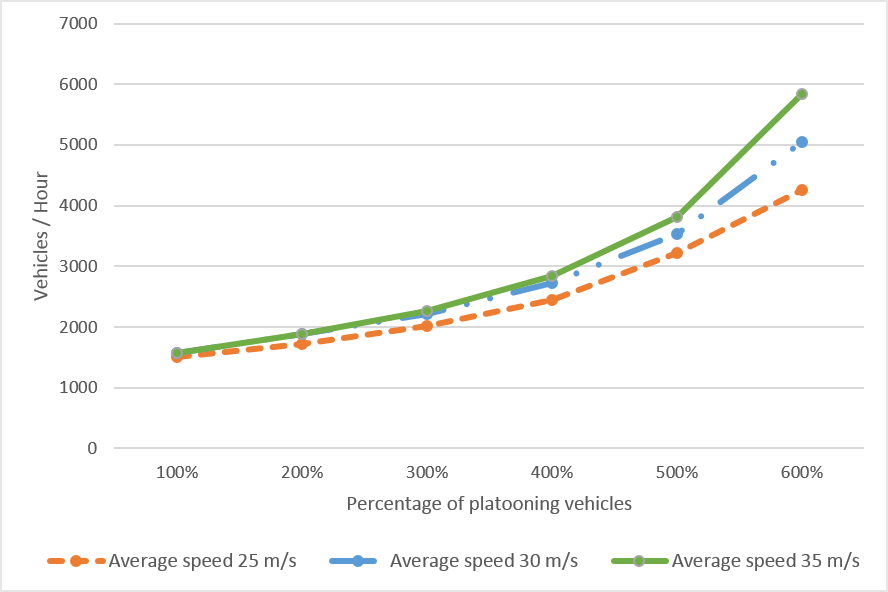 7000
6000
5000
4000
3000
2000
1000
0
Vehicles / Hour
100% 200% 300% 400% 500% 600%
Percentage of platooning vehicles
Average speed 25 m/s Average speed 30 m/s Average speed 35 m/s